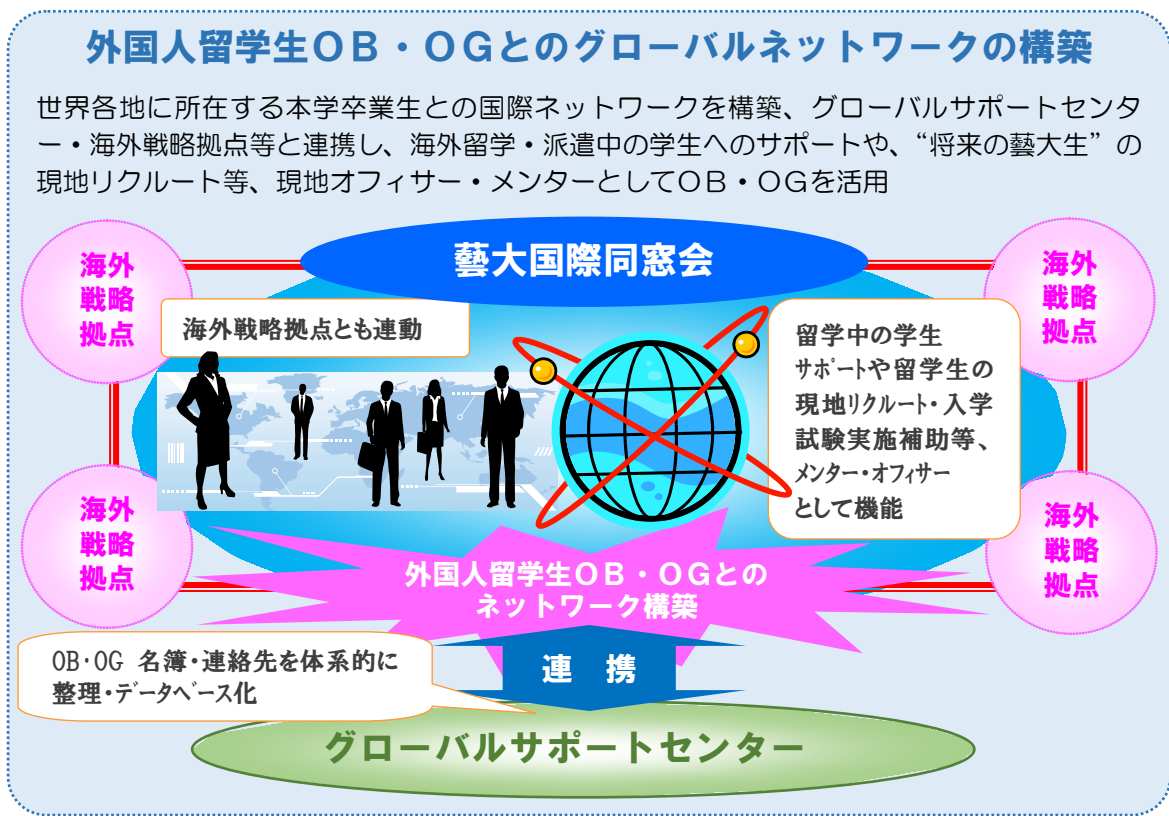 外国人留学生OB・OGとのグローバルネットワークの構築
世界各地に所在する本学卒業生との国際ネットワークを構築、グローバルサポートセンタ
ー・海外戦略拠点等と連携し、海外留学・派遣中の学生へのサポートや、“将来の藝大生”の
現地リクルート等、現地オフィサー・メンターとしてOB・OGを活用
藝大国際同窓会
海外
戦略
拠点
海外
戦略
拠点
海外戦略拠点とも連動
留学中の学生
ｻﾎﾟｰﾄや留学生の
現地ﾘｸﾙｰﾄ・入学
試験実施補助等、
ﾒﾝﾀｰ・ｵﾌｨｻｰ
として機能
海外
戦略
拠点
海外
戦略
拠点
外国人留学生OB・OGとの
ネットワーク構築
連 携
OB･OG 名簿・連絡先を体系的に
整理・ﾃﾞｰﾀﾍﾞｰｽ化
グローバルサポートセンター